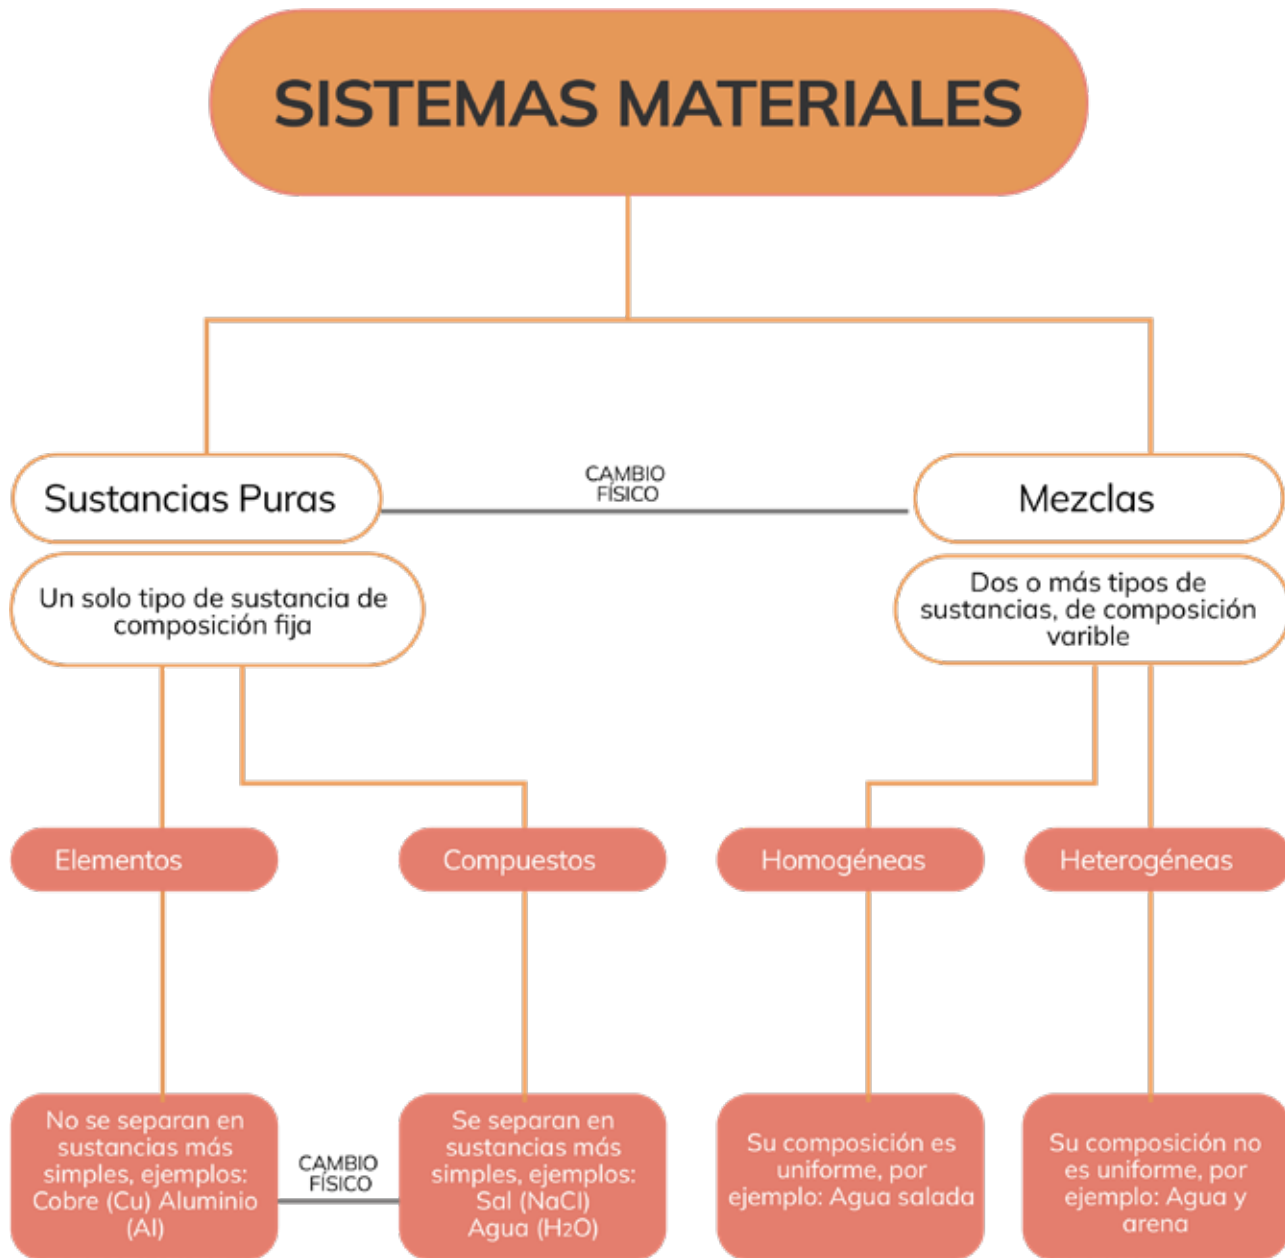 SISTEMAS MATERIALES
Sustancias Puras
CAMBIO
FÍSICO
Mezclas
Un solo tipo de sustancia de
composición fija
Dos o más tipos de
sustancias, de composición
varible
Elementos
Compuestos
Homogéneas
Heterogéneas
No se separan en
sustancias más
simples, ejemplos:
Cobre (Cu) Aluminio
(Al)
CAMBIO
FÍSICO
Se separan en
sustancias más
simples, ejemplos:
Sal (NaCl)
Agua (H2O)
Su composición es
uniforme, por
ejemplo: Agua salada
Su composición no
es uniforme, por
ejemplo: Agua y
arena